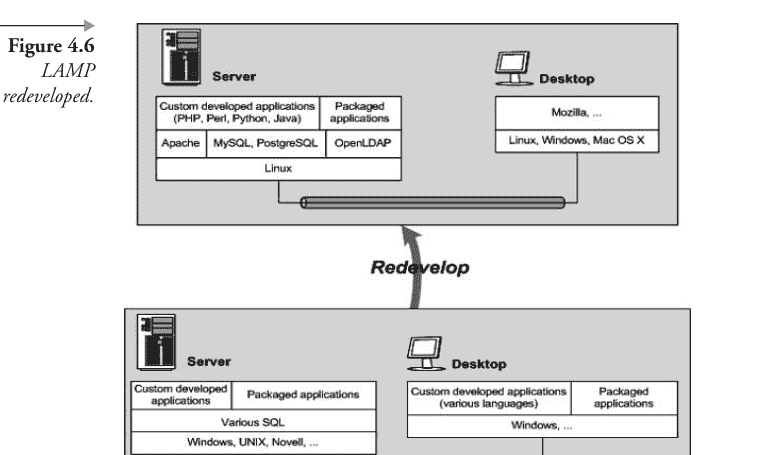 Figure 4.6
LAMP
redeveloped.
Server
Desktop
Custom developed applications
(PHP, Perl, Python, Java)
Packaged
applications
Mozilla, ...
Apache
MySQL, PostgreSQL
OpenLDAP
Linux, Windows, Mac OS X
Linux
Redevelop
Server
Desktop
Custom developed
applications
Packaged applications
Custom developed applications
(various languages)
Packaged
applications
Various SQL
Windows, ...
Windows, UNIX, Novell, ...